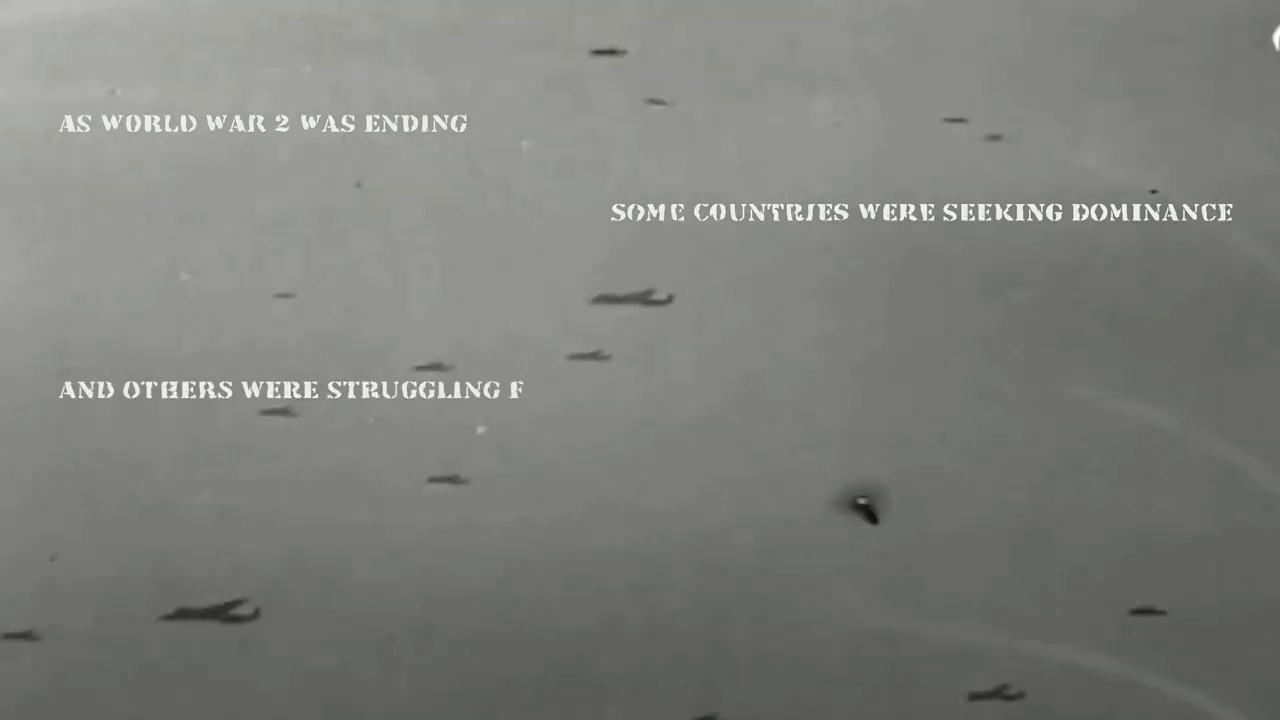 AS WORLD WAR 2 WAS ENDING
SOME COUNTRIES WERE SEEKING DOMINANCE
AND OTHERS WERE STRUGGLING F